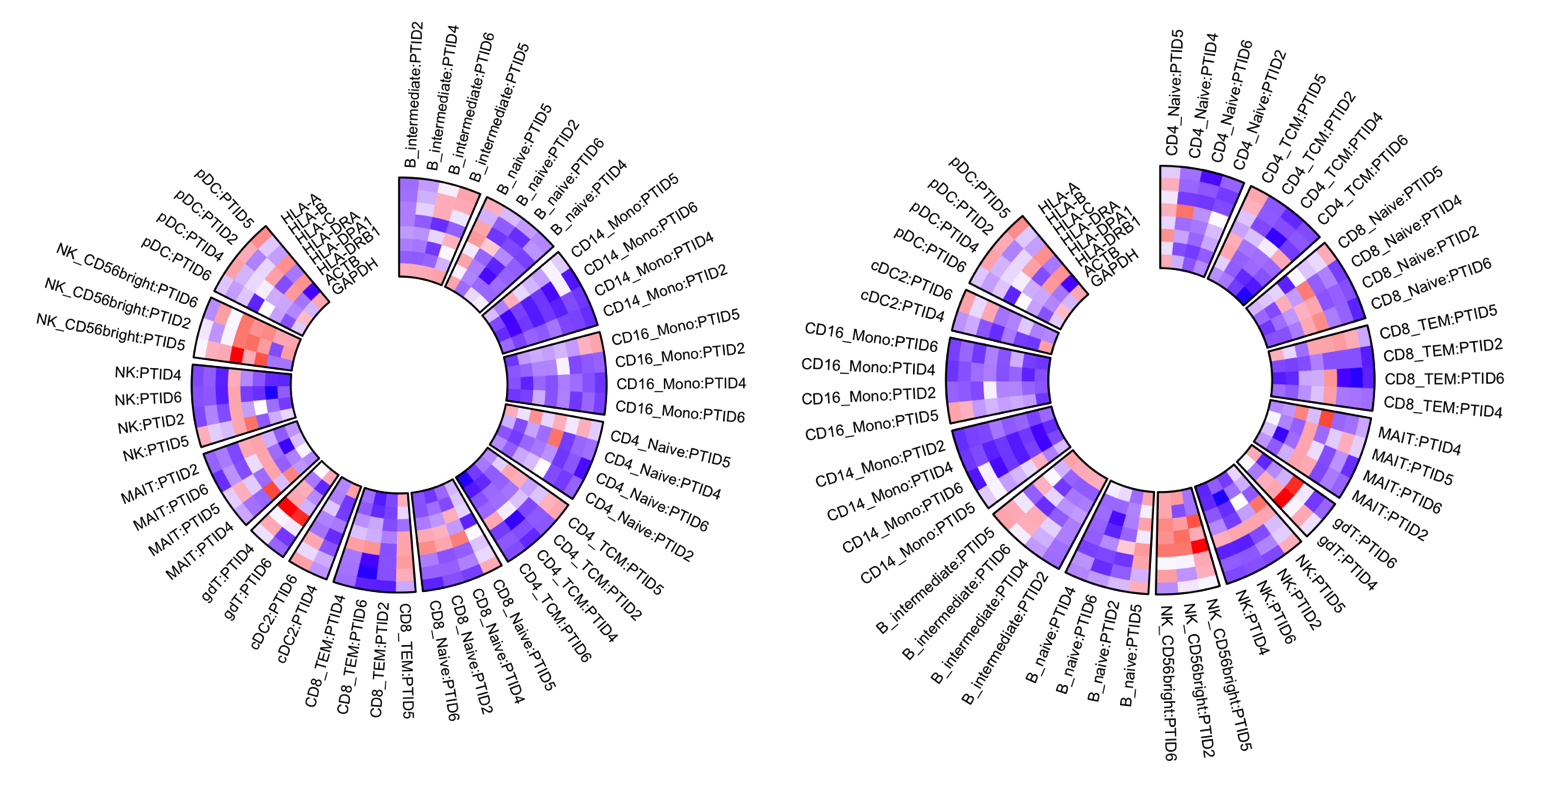 B_intermediate:PTID2
B_intermediate:PTID4
B_intermediate:PTID6
B_intermediate:PTID5
B_naive:PTID5
B_naive:PTID2
B_naive:PTID6
B_naive:PTID4
CD14_Mono:PTID5
CD14_Mono:PTID6
CD14_Mono:PTID4
CD14_Mono:PTID2
CD16_Mono:PTID5
CD16_Mono:PTID2
CD16_Mono:PTID4
CD16_Mono:PTID6
CD4_Naive:PTID5
CD4_Naive:PTID4
CD4_Naive:PTID6
CD4_Naive:PTID2
CD4_TCM:PTID5
CD4_TCM:PTID2
CD4_TCM:PTID4
CD4_TCM:PTID6
CD8_Naive:PTID5
CD8_Naive:PTID4
CD8_Naive:PTID2
CD8_Naive:PTID6
CD8_TEM:PTID5
CD8_TEM:PTID2
CD8_TEM:PTID6
CD8_TEM:PTID4
cDC2:PTID4
cDC2:PTID6
gdT:PTID6
gdT:PTID4
MAIT:PTID4
MAIT:PTID5
MAIT:PTID6
MAIT:PTID2
NK:PTID5
NK:PTID2
NK:PTID6
NK:PTID4
NK_CD56bright:PTID5
NK_CD56bright:PTID2
NK_CD56bright:PTID6
pDC:PTID6
pDC:PTID4
pDC:PTID2
pDC:PTID5
HLA-A
HLA-B
HLA-C
HLA-DRA
HLA-DPA1
HLA-DRB1
ACTB
GAPDH
CD4_Naive:PTID5
CD4_Naive:PTID4
CD4_Naive:PTID6
CD4_Naive:PTID2
CD4_TCM:PTID5
CD4_TCM:PTID2
CD4_TCM:PTID4
CD4_TCM:PTID6
CD8_Naive:PTID5
CD8_Naive:PTID4
CD8_Naive:PTID2
CD8_Naive:PTID6
CD8_TEM:PTID5
CD8_TEM:PTID2
CD8_TEM:PTID6
CD8_TEM:PTID4
MAIT:PTID4
MAIT:PTID5
MAIT:PTID6
MAIT:PTID2
gdT:PTID6
gdT:PTID4
NK:PTID5
NK:PTID2
NK:PTID6
NK:PTID4
NK_CD56bright:PTID5
NK_CD56bright:PTID2
NK_CD56bright:PTID6
B_naive:PTID5
B_naive:PTID2
B_naive:PTID6
B_naive:PTID4
B_intermediate:PTID2
B_intermediate:PTID4
B_intermediate:PTID6
B_intermediate:PTID5
CD14_Mono:PTID5
CD14_Mono:PTID6
CD14_Mono:PTID4
CD14_Mono:PTID2
CD16_Mono:PTID5
CD16_Mono:PTID2
CD16_Mono:PTID4
CD16_Mono:PTID6
cDC2:PTID4
cDC2:PTID6
pDC:PTID6
pDC:PTID4
pDC:PTID2
pDC:PTID5
HLA-A
HLA-B
HLA-C
HLA-DRA
HLA-DPA1
HLA-DRB1
ACTB
GAPDH